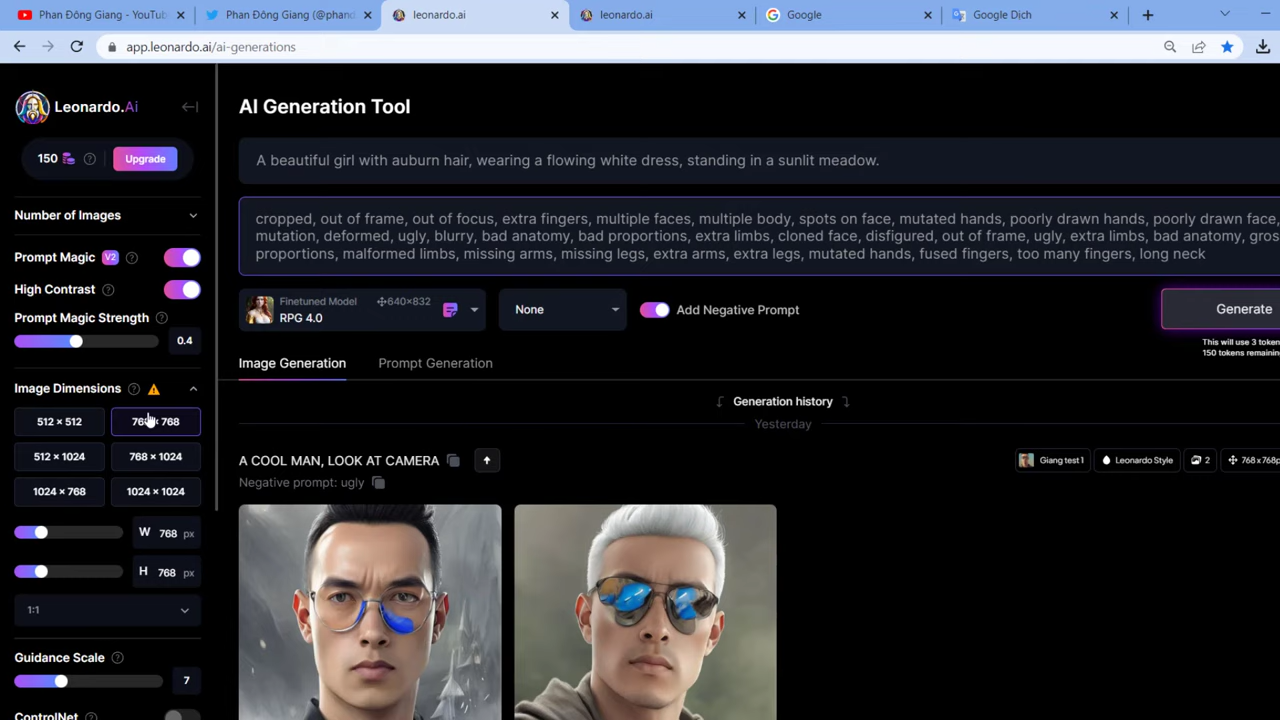 Phan Đông Giang - YouTub
Phan Đông Giang (@phand
leonardo.ai
leonardo.ai
Google
Google Dịch
app.leonardo.ai/ai-generations
Leonardo.Ai
150
Upgrade
Number of Images
Prompt Magic V2
High Contrast
Prompt Magic Strength
0.4
Image Dimensions
512 × 512
768 × 768
512 × 1024
768 × 1024
1024 × 768
1024 × 1024
W 768 px
H 768 px
1:1
Guidance Scale
7
ControlNet
AI Generation Tool
A beautiful girl with auburn hair, wearing a flowing white dress, standing in a sunlit meadow.
cropped, out of frame, out of focus, extra fingers, multiple faces, multiple body, spots on face, mutated hands, poorly drawn hands, poorly drawn face,
mutation, deformed, ugly, blurry, bad anatomy, bad proportions, extra limbs, cloned face, disfigured, out of frame, ugly, extra limbs, bad anatomy, gros
proportions, malformed limbs, missing arms, missing legs, extra arms, extra legs, mutated hands, fused fingers, too many fingers, long neck
Finetuned Model
640×832
RPG 4.0
None
Add Negative Prompt
Generate
This will use 3 token
150 tokens remaining
Image Generation
Prompt Generation
Generation history
Yesterday
A COOL MAN, LOOK AT CAMERA
Negative prompt: ugly
Giang test 1
Leonardo Style
2
768x768p